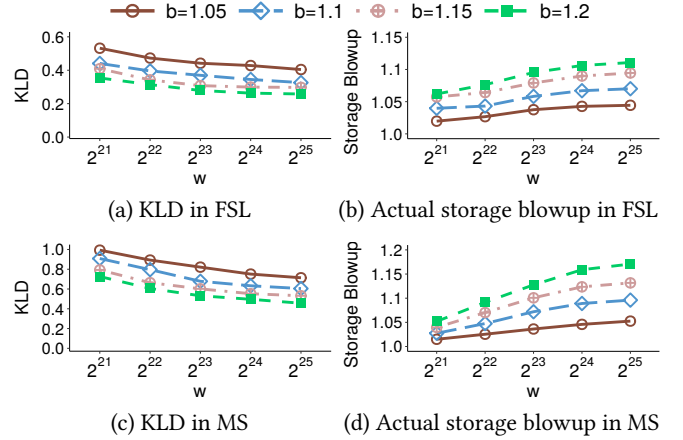 b=1.05 b=1.1 b=1.15 b=1.2
0.6
0.4
0.2
0.0
KLD
2^21 2^22 2^23 2^24 2^25
w
(a) KLD in FSL
1.15
1.10
1.05
1.0
Storage Blowup
2^21 2^22 2^23 2^24 2^25
w
(b) Actual storage blowup in FSL
1.0
0.8
0.6
0.4
0.2
0.0
KLD
2^21 2^22 2^23 2^24 2^25
w
(c) KLD in MS
1.2
1.15
1.10
1.05
1.0
Storage Blowup
2^21 2^22 2^23 2^24 2^25
w
(d) Actual storage blowup in MS